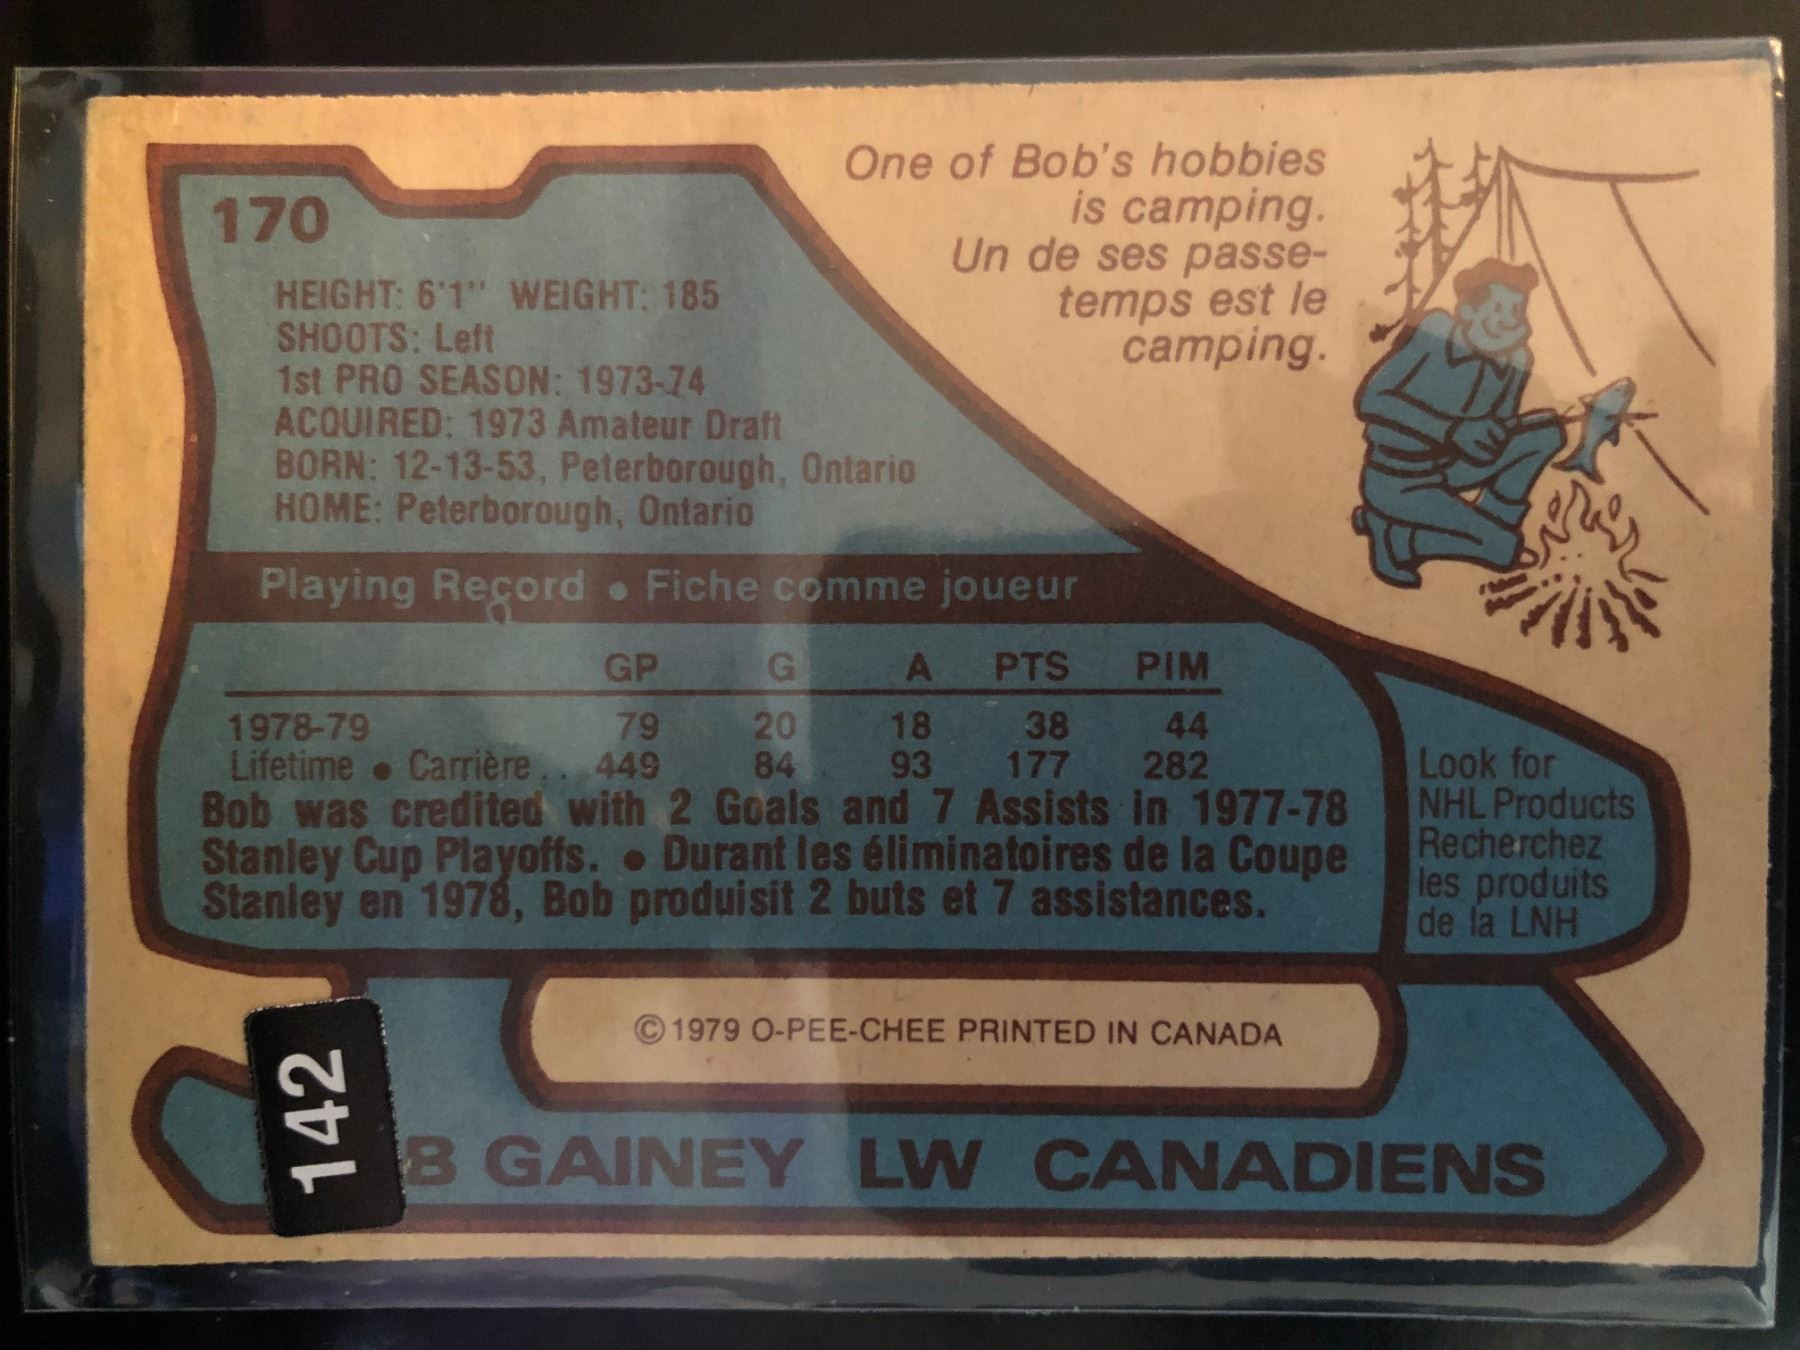 170
HEIGHT: 6'1" WEIGHT: 185
SHOOTS: Left
1st PRO SEASON: 1973-74
ACQUIRED: 1973 Amateur Draft
BORN: 12-13-53, Peterborough, Ontario
HOME: Peterborough, Ontario
One of Bob's hobbies
is camping.
Un de ses passe-
temps est le
camping.
Playing Record • Fiche comme joueur
GP G A PTS PIM
1978-79 79 20 18 38 44
Lifetime • Carrière . . 449 84 93 177 282
Bob was credited with 2 Goals and 7 Assists in 1977-78
Stanley Cup Playoffs. • Durant les éliminatoires de la Coupe
Stanley en 1978, Bob produisit 2 buts et 7 assistances.
Look for
NHL Products
Recherchez
les produits
de la LNH
© 1979 O-PEE-CHEE PRINTED IN CANADA
142
B GAINEY LW CANADIENS